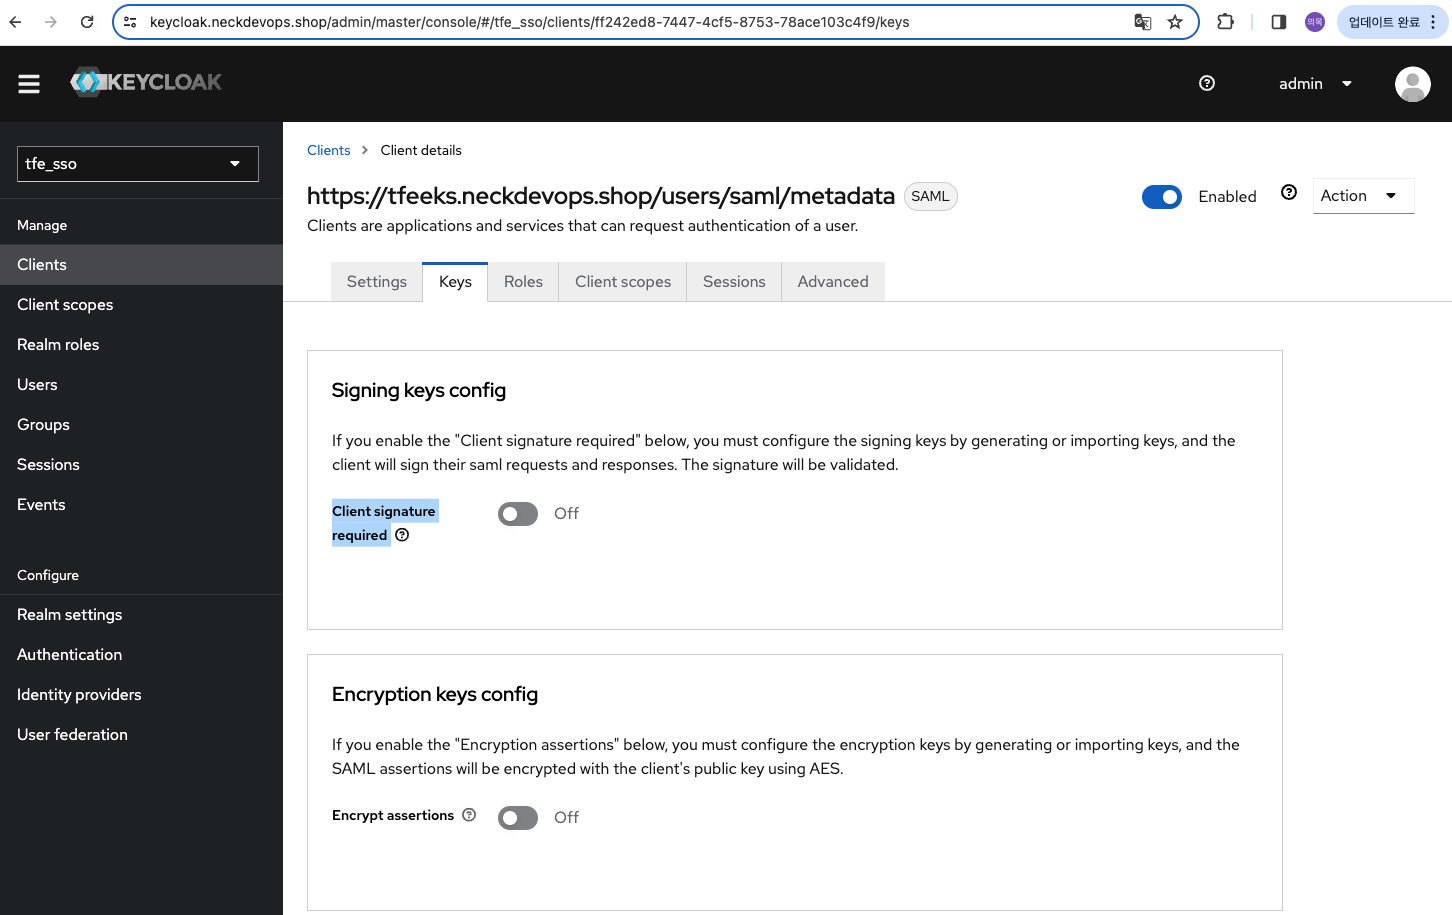 keycloak.neckdevops.shop/admin/master/console/#/tfe_sso/clients/ff242ed8-7447-4cf5-8753-78ace103c4f9/keys
의목
업데이트 완료
KEYCLOAK
admin
tfe_sso
Manage
Clients
Client scopes
Realm roles
Users
Groups
Sessions
Events
Configure
Realm settings
Authentication
Identity providers
User federation
Clients > Client details
https://tfeeks.neckdevops.shop/users/saml/metadata SAML
Enabled
Action
Clients are applications and services that can request authentication of a user.
Settings Keys Roles Client scopes Sessions Advanced
Signing keys config
If you enable the "Client signature required" below, you must configure the signing keys by generating or importing keys, and the
client will sign their saml requests and responses. The signature will be validated.
Client signature
required
Off
Encryption keys config
If you enable the "Encryption assertions" below, you must configure the encryption keys by generating or importing keys, and the
SAML assertions will be encrypted with the client's public key using AES.
Encrypt assertions
Off